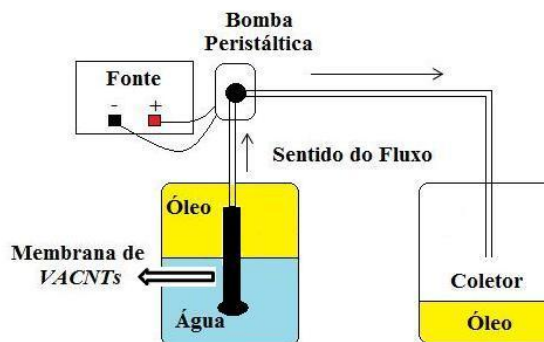 Bomba
Peristáltica
Fonte
- +
Sentido do Fluxo
Óleo
Membrana de
VACNTs
Água
Coletor
Óleo